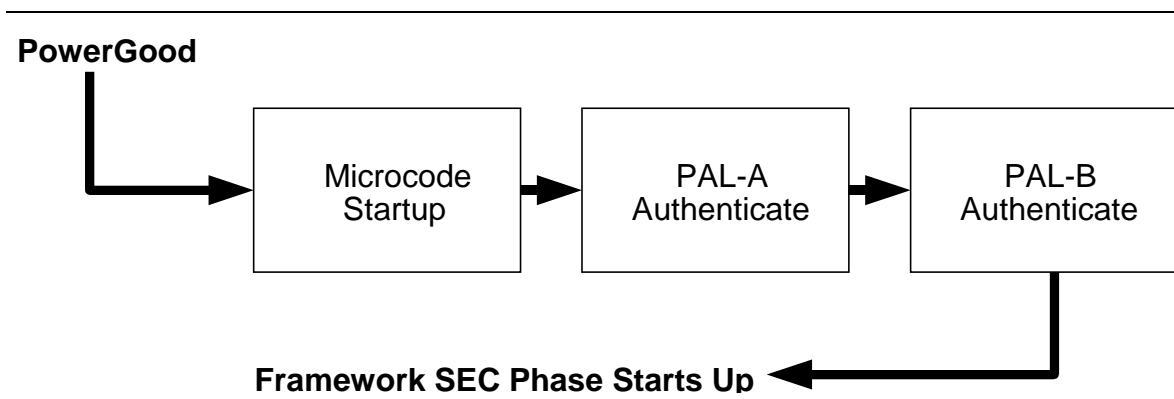 PowerGood
Microcode
Startup
PAL-A
Authenticate
PAL-B
Authenticate
Framework SEC Phase Starts Up